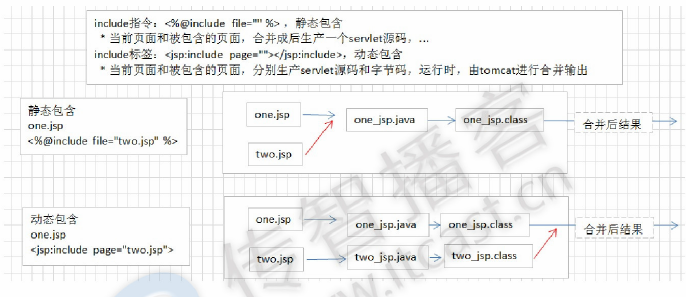 include指令：<%@include file="" %> ，静态包含
* 当前页面和被包含的页面，合并成后生产一个servlet源码，...
include标签：<jsp:include page=""></jsp:include>，动态包含
* 当前页面和被包含的页面，分别生产servlet源码和字节码，运行时，由tomcat进行合并输出
静态包含
one.jsp
<%@include file="two.jsp" %>
one.jsp
two.jsp
one_jsp.java
one_jsp.class
合并后结果
动态包含
one.jsp
<jsp:include page="two.jsp">
one.jsp
one_jsp.java
one_jsp.class
two.jsp
two_jsp.java
two_jsp.class
合并后结果
传智播客
www.itcast.cn